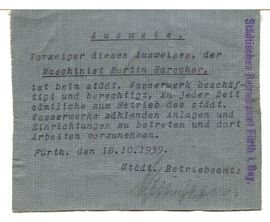 Ausweis.
Vorzeiger dieses Ausweises, der
Maschinist Martin Harscher,
ist beim städt. Wasserwerk beschäf-
tigt und berechtigt, zu jeder Zeit
sämtliche zum Betrieb des städt.
Wasserwerks zählenden Anlagen und
Einrichtungen zu betreten und dort
Arbeiten vorzunehmen.
Fürth, den 18.10.1939.
Städt. Betriebsamt:
Städtisches Betriebsamt Fürth i. Bay.